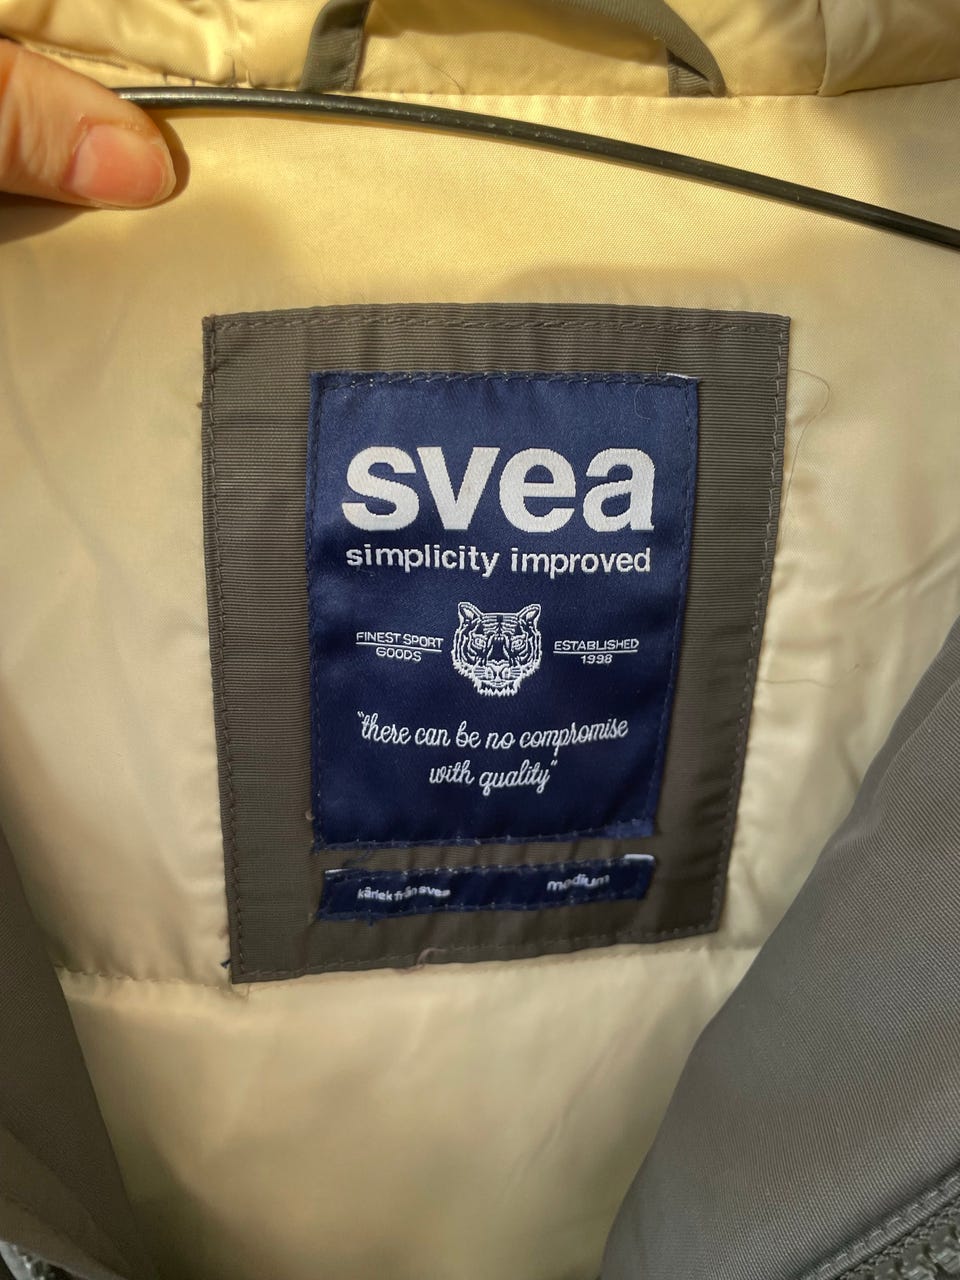 svea
simplicity improved
FINEST SPORT
GOODS
ESTABLISHED
1998
"there can be no compromise
with quality"
kärlek från svea
medium